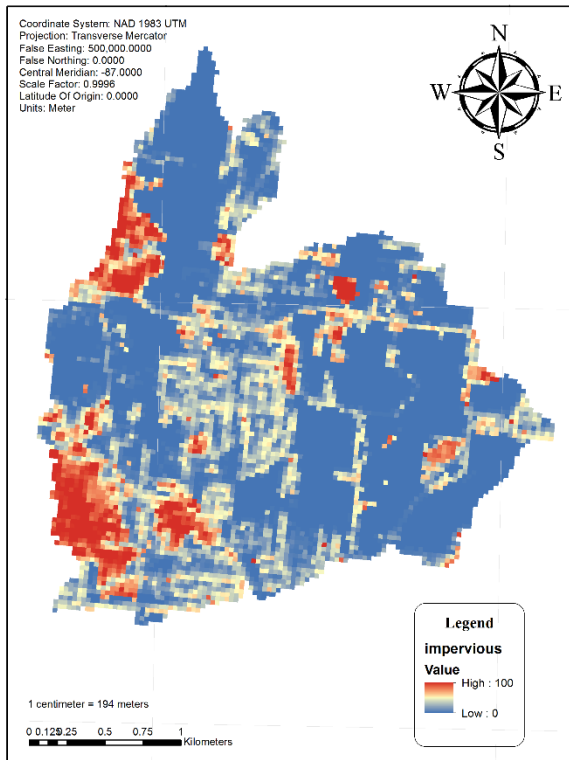 Coordinate System: NAD 1983 UTM
Projection: Transverse Mercator
False Easting: 500,000.0000
False Northing: 0.0000
Central Meridian: -87.0000
Scale Factor: 0.9996
Latitude Of Origin: 0.0000
Units: Meter
N
W E
S
Legend
impervious
Value
High : 100
Low : 0
1 centimeter = 194 meters
0 0.125 0.25 0.5 0.75 1
Kilometers